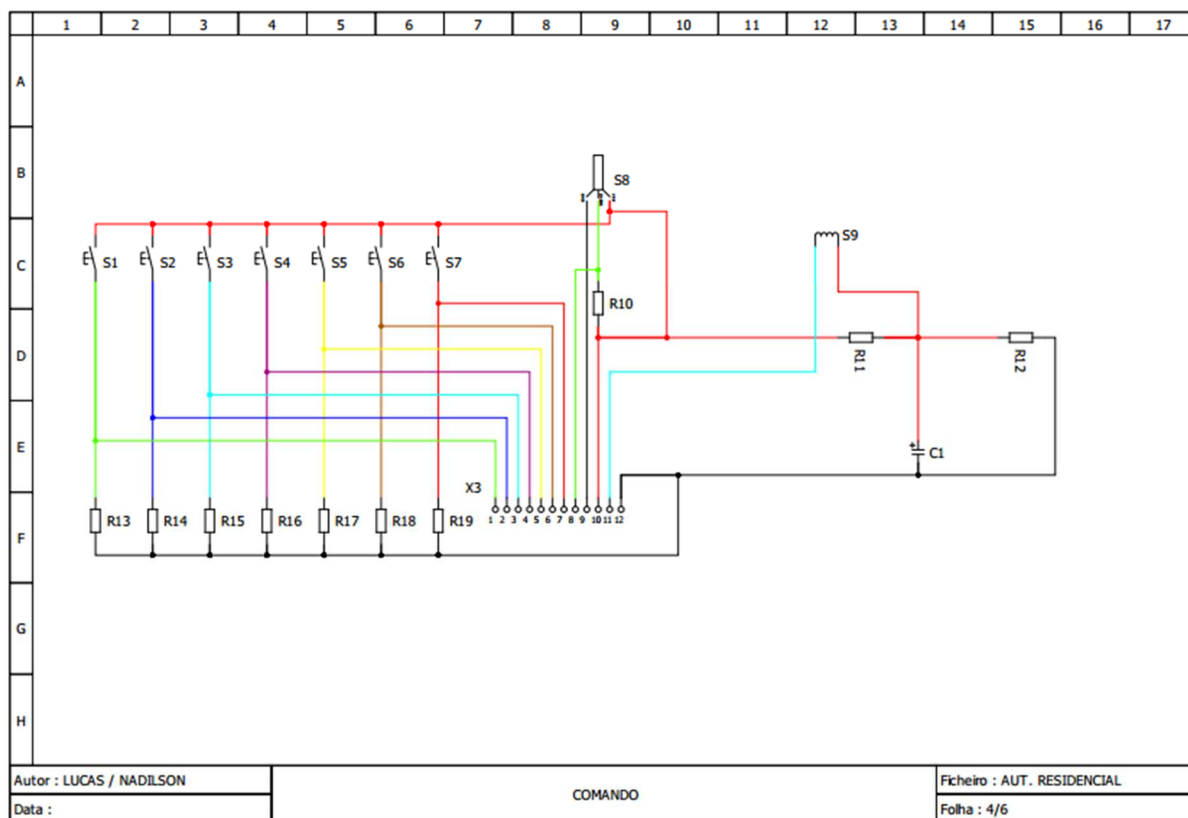 1 2 3 4 5 6 7 8 9 10 11 12 13 14 15 16 17
A
B
S8
C
S1 S2 S3 S4 S5 S6 S7 S9
R10
D
R11 R12
E
C1
X3
F
R13 R14 R15 R16 R17 R18 R19
1 2 3 4 5 6 7 8 9 10 11 12
G
H
Autor : LUCAS / NADILSON
Data :
COMANDO
Ficheiro : AUT. RESIDENCIAL
Folha : 4/6